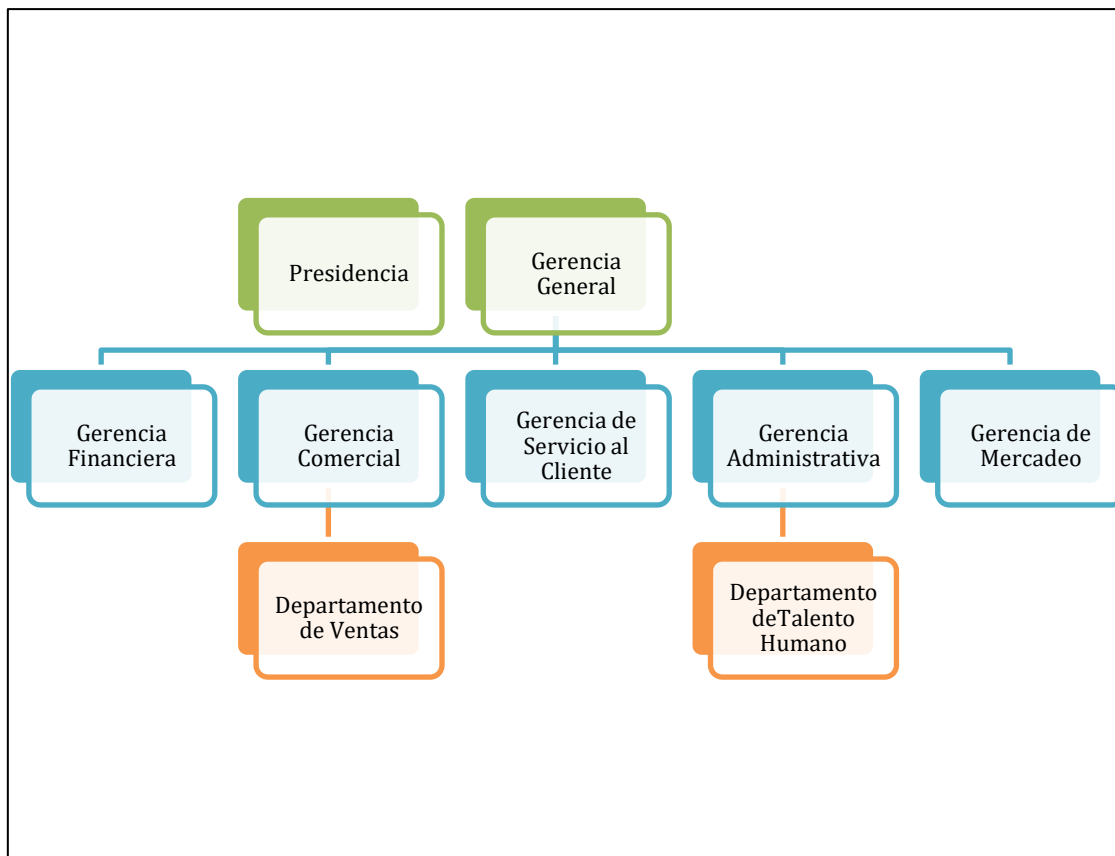 Presidencia
Gerencia
General
Gerencia
Financiera
Gerencia
Comercial
Gerencia de
Servicio al
Cliente
Gerencia
Administrativa
Gerencia de
Mercadeo
Departamento
de Ventas
Departamento
deTalento
Humano